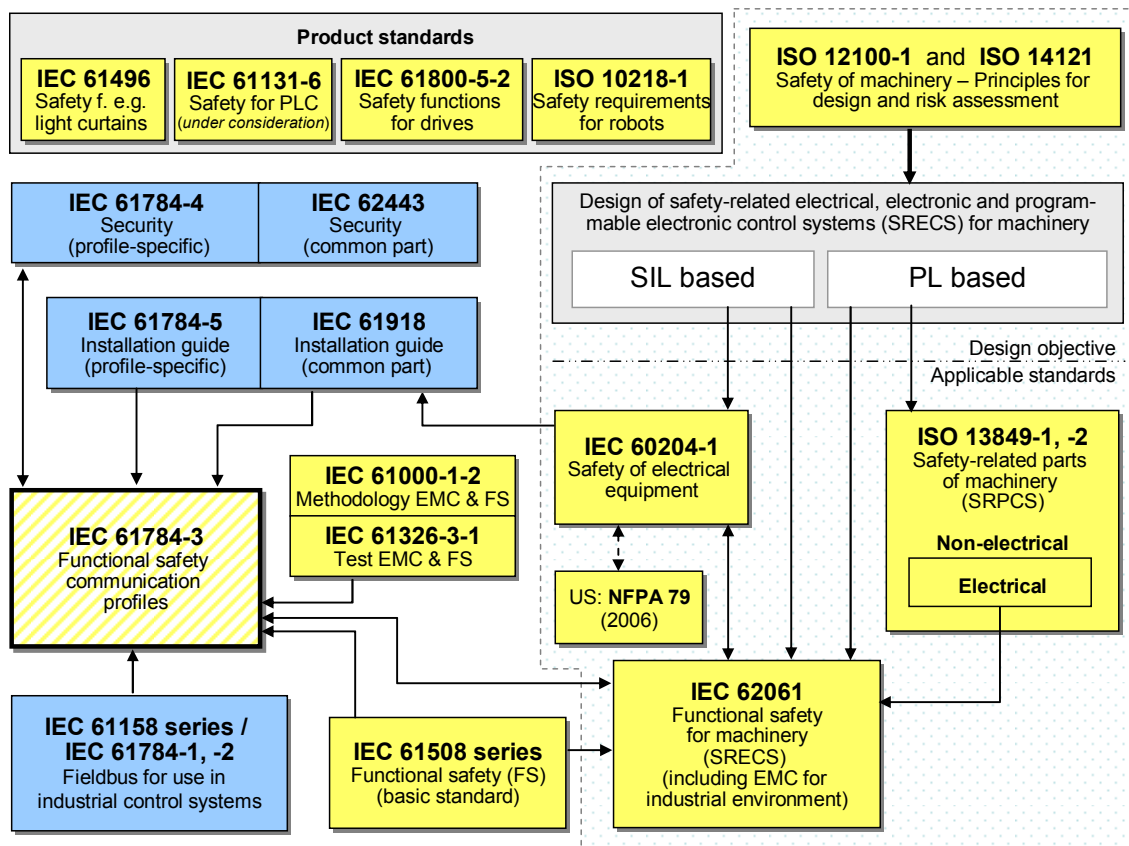 Product standards
IEC 61496
Safety f. e.g.
light curtains
IEC 61131-6
Safety for PLC
(under consideration)
IEC 61800-5-2
Safety functions
for drives
ISO 10218-1
Safety requirements
for robots
ISO 12100-1 and ISO 14121
Safety of machinery – Principles for
design and risk assessment
IEC 61784-4
Security
(profile-specific)
IEC 62443
Security
(common part)
Design of safety-related electrical, electronic and program-
mable electronic control systems (SRECS) for machinery
SIL based
PL based
Design objective
Applicable standards
IEC 61784-5
Installation guide
(profile-specific)
IEC 61918
Installation guide
(common part)
IEC 60204-1
Safety of electrical
equipment
ISO 13849-1, -2
Safety-related parts
of machinery
(SRPCS)
Non-electrical
Electrical
IEC 61000-1-2
Methodology EMC & FS
IEC 61326-3-1
Test EMC & FS
IEC 61784-3
Functional safety
communication
profiles
US: NFPA 79
(2006)
IEC 62061
Functional safety
for machinery
(SRECS)
(including EMC for
industrial environment)
IEC 61158 series /
IEC 61784-1, -2
Fieldbus for use in
industrial control systems
IEC 61508 series
Functional safety (FS)
(basic standard)